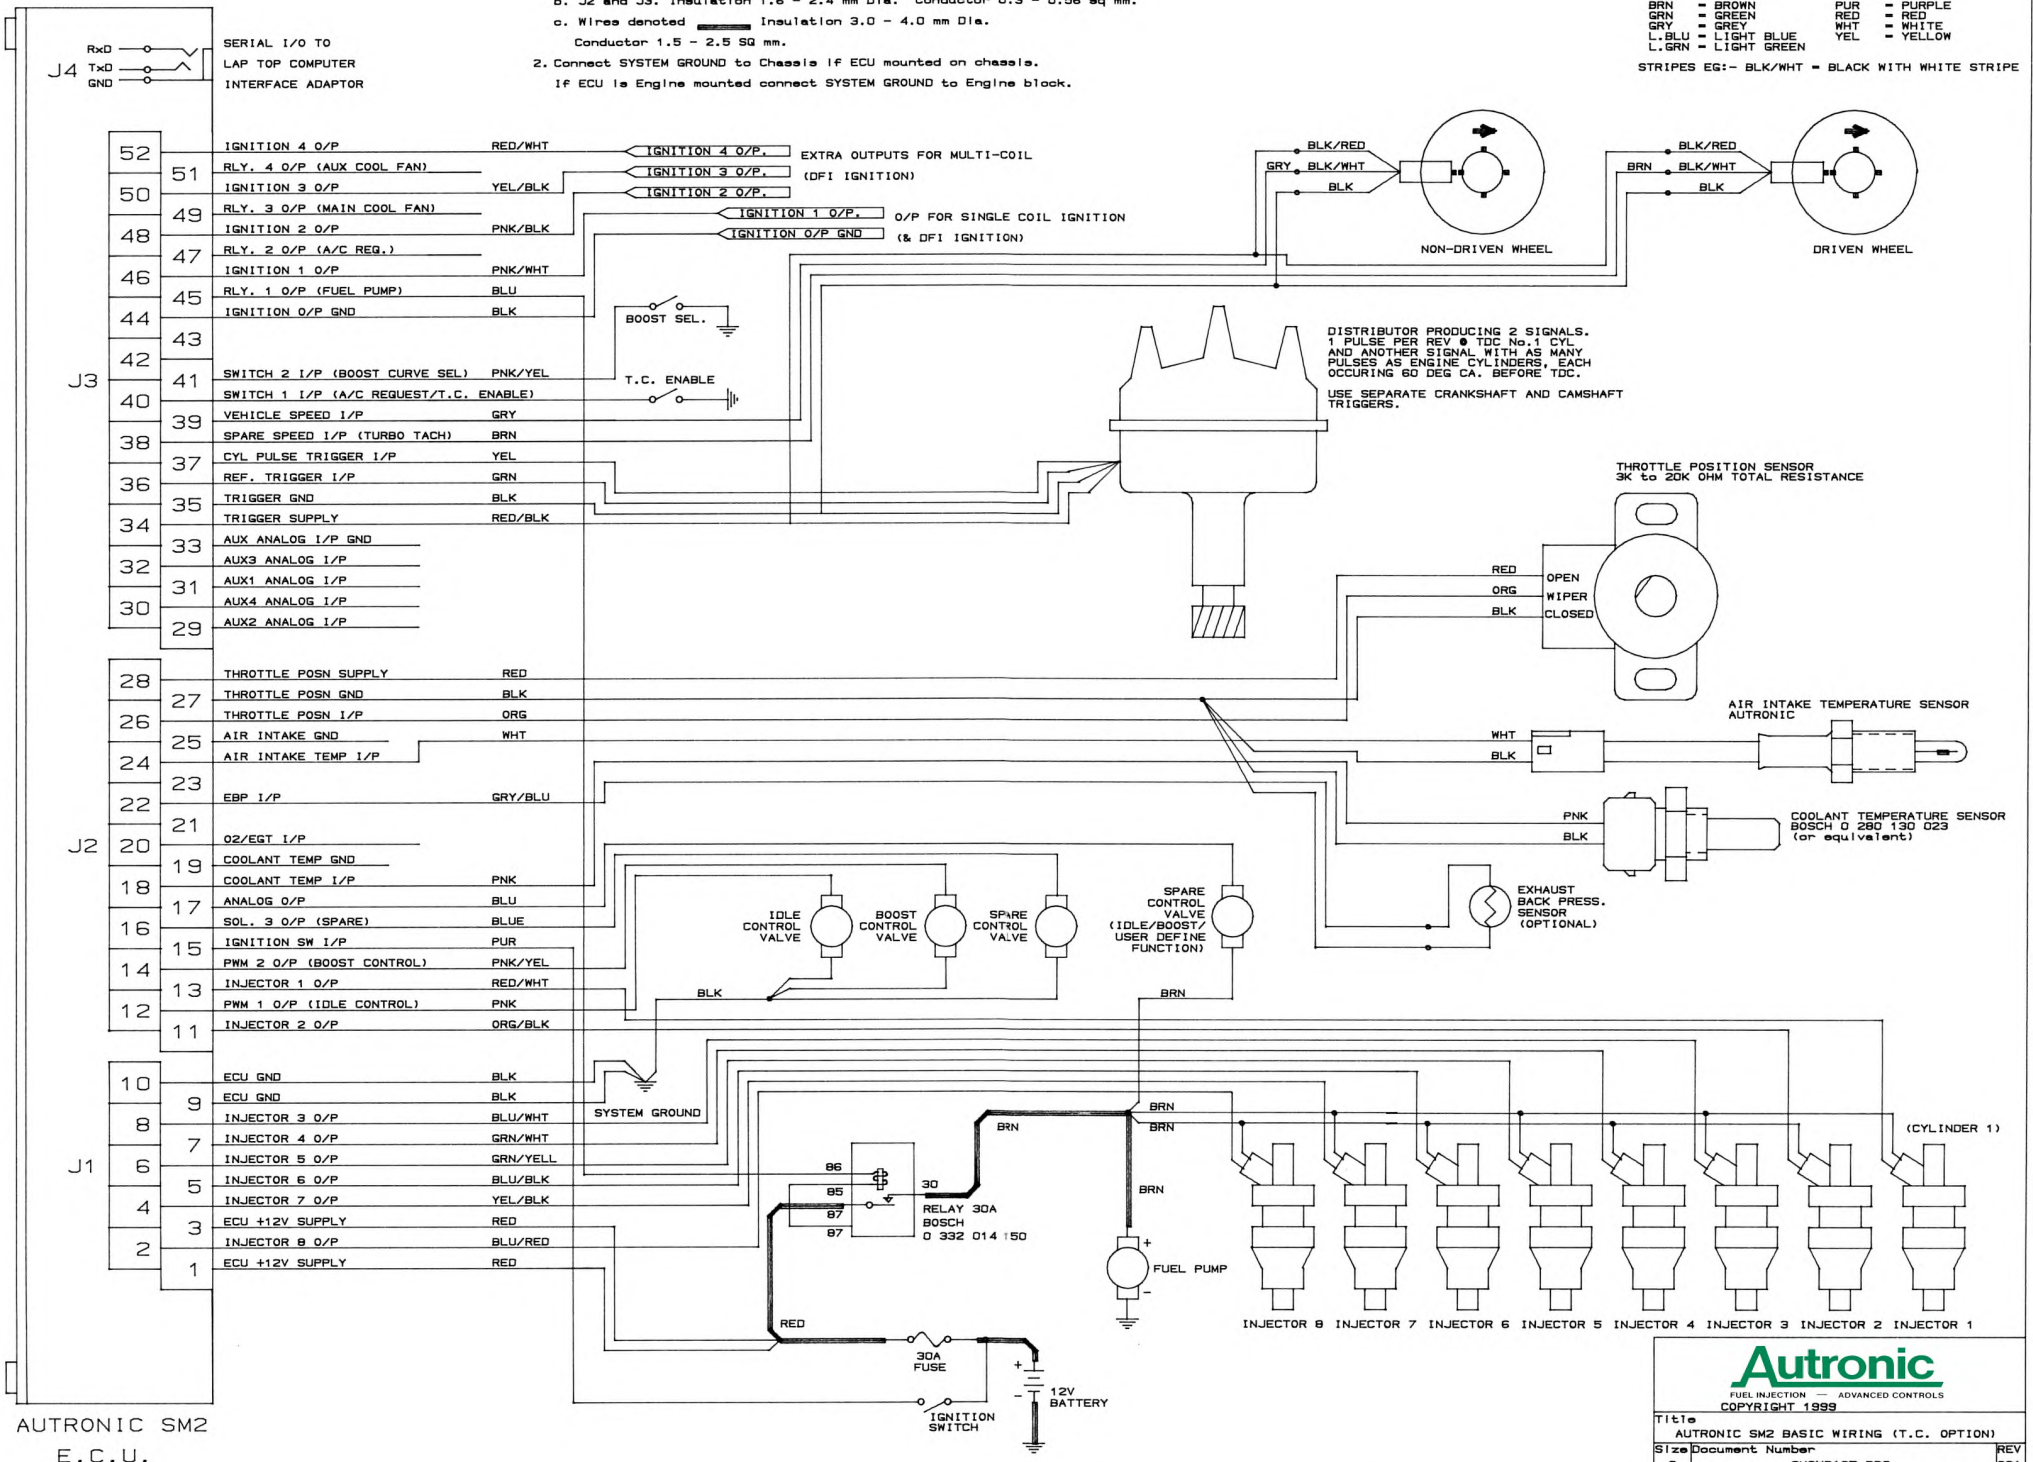 b. J2 and J3. Insulation 1.6 - 2.4 mm Dia. Conductor 0.3 - 0.56 sq mm.
c. Wires denoted Insulation 3.0 - 4.0 mm Dia.
Conductor 1.5 - 2.5 SQ mm.
2. Connect SYSTEM GROUND to Chassis if ECU mounted on chassis.
If ECU is Engine mounted connect SYSTEM GROUND to Engine block.
BRN = BROWN PUR = PURPLE
GRN = GREEN RED = RED
GRY = GREY WHT = WHITE
L.BLU = LIGHT BLUE YEL = YELLOW
L.GRN = LIGHT GREEN
STRIPES EG:- BLK/WHT = BLACK WITH WHITE STRIPE
J4
RxD
TxD
GND
SERIAL I/O TO
LAP TOP COMPUTER
INTERFACE ADAPTOR
J3
52 IGNITION 4 O/P RED/WHT
51 RLY. 4 O/P (AUX COOL FAN)
50 IGNITION 3 O/P YEL/BLK
49 RLY. 3 O/P (MAIN COOL FAN)
48 IGNITION 2 O/P PNK/BLK
47 RLY. 2 O/P (A/C REQ.)
46 IGNITION 1 O/P PNK/WHT
45 RLY. 1 O/P (FUEL PUMP) BLU
44 IGNITION O/P GND BLK
43
42
41 SWITCH 2 I/P (BOOST CURVE SEL) PNK/YEL
40 SWITCH 1 I/P (A/C REQUEST/T.C. ENABLE)
39 VEHICLE SPEED I/P GRY
38 SPARE SPEED I/P (TURBO TACH) BRN
37 CYL PULSE TRIGGER I/P YEL
36 REF. TRIGGER I/P GRN
35 TRIGGER GND BLK
34 TRIGGER SUPPLY RED/BLK
33 AUX ANALOG I/P GND
32 AUX3 ANALOG I/P
31 AUX1 ANALOG I/P
30 AUX4 ANALOG I/P
29 AUX2 ANALOG I/P
J2
28 THROTTLE POSN SUPPLY RED
27 THROTTLE POSN GND BLK
26 THROTTLE POSN I/P ORG
25 AIR INTAKE GND WHT
24 AIR INTAKE TEMP I/P
23
22 EBP I/P GRY/BLU
21
20 O2/EGT I/P
19 COOLANT TEMP GND
18 COOLANT TEMP I/P PNK
17 ANALOG O/P BLU
16 SOL. 3 O/P (SPARE) BLUE
15 IGNITION SW I/P PUR
14 PWM 2 O/P (BOOST CONTROL) PNK/YEL
13 INJECTOR 1 O/P RED/WHT
12 PWM 1 O/P (IDLE CONTROL) PNK
11 INJECTOR 2 O/P ORG/BLK
J1
10 ECU GND BLK
9 ECU GND BLK
8 INJECTOR 3 O/P BLU/WHT
7 INJECTOR 4 O/P GRN/WHT
6 INJECTOR 5 O/P GRN/YELL
5 INJECTOR 6 O/P BLU/BLK
4 INJECTOR 7 O/P YEL/BLK
3 ECU +12V SUPPLY RED
2 INJECTOR 8 O/P BLU/RED
1 ECU +12V SUPPLY RED
AUTRONIC SM2
E.C.U.
IGNITION 4 O/P.
IGNITION 3 O/P.
IGNITION 2 O/P.
EXTRA OUTPUTS FOR MULTI-COIL
(DFI IGNITION)
IGNITION 1 O/P.
IGNITION O/P GND
O/P FOR SINGLE COIL IGNITION
(& DFI IGNITION)
BOOST SEL.
T.C. ENABLE
BLK/RED
GRY BLK/WHT
BLK
NON-DRIVEN WHEEL
BLK/RED
BRN BLK/WHT
BLK
DRIVEN WHEEL
DISTRIBUTOR PRODUCING 2 SIGNALS.
1 PULSE PER REV @ TDC No.1 CYL
AND ANOTHER SIGNAL WITH AS MANY
PULSES AS ENGINE CYLINDERS, EACH
OCCURING 60 DEG CA. BEFORE TDC.
USE SEPARATE CRANKSHAFT AND CAMSHAFT
TRIGGERS.
THROTTLE POSITION SENSOR
3K to 20K OHM TOTAL RESISTANCE
RED OPEN
ORG WIPER
BLK CLOSED
AIR INTAKE TEMPERATURE SENSOR
AUTRONIC
WHT
BLK
PNK
BLK
COOLANT TEMPERATURE SENSOR
BOSCH 0 280 130 023
(or equivalent)
EXHAUST
BACK PRESS.
SENSOR
(OPTIONAL)
IDLE
CONTROL
VALVE
BOOST
CONTROL
VALVE
SPARE
CONTROL
VALVE
SPARE
CONTROL
VALVE
(IDLE/BOOST/
USER DEFINE
FUNCTION)
BLK
BRN
SYSTEM GROUND
BRN
BRN
BRN
BRN
86
85
87
87
30
RELAY 30A
BOSCH
0 332 014 150
+
FUEL PUMP
-
RED
30A
FUSE
+
-
12V
BATTERY
IGNITION
SWITCH
(CYLINDER 1)
INJECTOR 8 INJECTOR 7 INJECTOR 6 INJECTOR 5 INJECTOR 4 INJECTOR 3 INJECTOR 2 INJECTOR 1
Autronic
FUEL INJECTION — ADVANCED CONTROLS
COPYRIGHT 1999
Title
AUTRONIC SM2 BASIC WIRING (T.C. OPTION)
Size Document Number REV